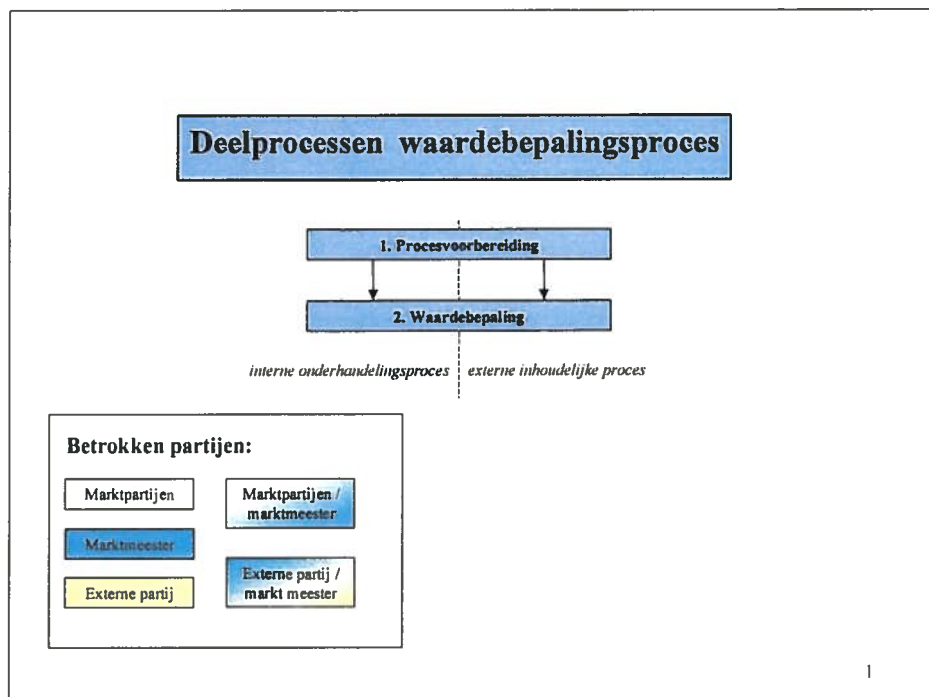 Deelprocessen waardebepalingsproces
1. Procesvoorbereiding
2. Waardebepaling
interne onderhandelingsproces externe inhoudelijke proces
Betrokken partijen:
Marktpartijen
Marktpartijen /
marktmeester
Marktmeester
Externe partij /
markt meester
Externe partij
1